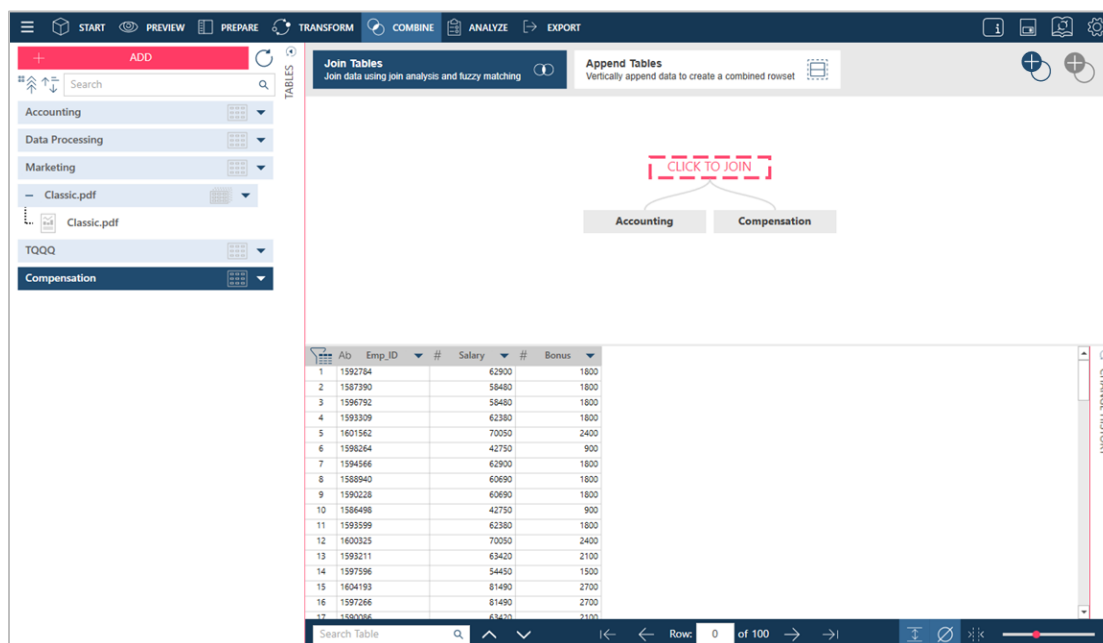 START PREVIEW PREPARE TRANSFORM COMBINE ANALYZE EXPORT
ADD
TABLES
Search
Accounting
Data Processing
Marketing
Classic.pdf
Classic.pdf
TQQQ
Compensation
Join Tables
Join data using join analysis and fuzzy matching
Append Tables
Vertically append data to create a combined rowset
CLICK TO JOIN
Accounting Compensation
Ab Emp_ID # Salary # Bonus
1 1592784 62900 1800
2 1587390 58480 1800
3 1596792 58480 1800
4 1593309 62380 1800
5 1601562 70050 2400
6 1598264 42750 900
7 1594566 62900 1800
8 1588940 60690 1800
9 1590228 60690 1800
10 1586498 42750 900
11 1593599 62380 1800
12 1600325 70050 2400
13 1593211 63420 2100
14 1597596 54450 1500
15 1604193 81490 2700
16 1597266 81490 2700
17 1590086 63420 2100
Search Table Row: 0 of 100